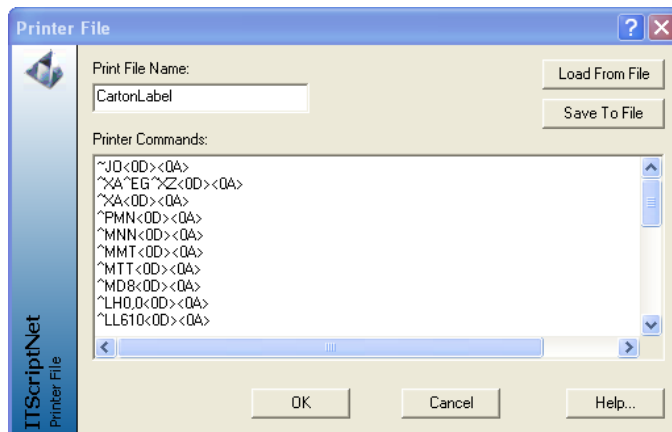 Printer File
Print File Name:
Load From File
CartonLabel
Save To File
Printer Commands:
~JO<0D><0A>
^XA^EG^XZ<0D><0A>
^XA<0D><0A>
^PMN<0D><0A>
^MNN<0D><0A>
^MMT<0D><0A>
^MTT<0D><0A>
^MD8<0D><0A>
^LH0,0<0D><0A>
^LL610<0D><0A>
ITScriptNet
Printer File
OK
Cancel
Help...